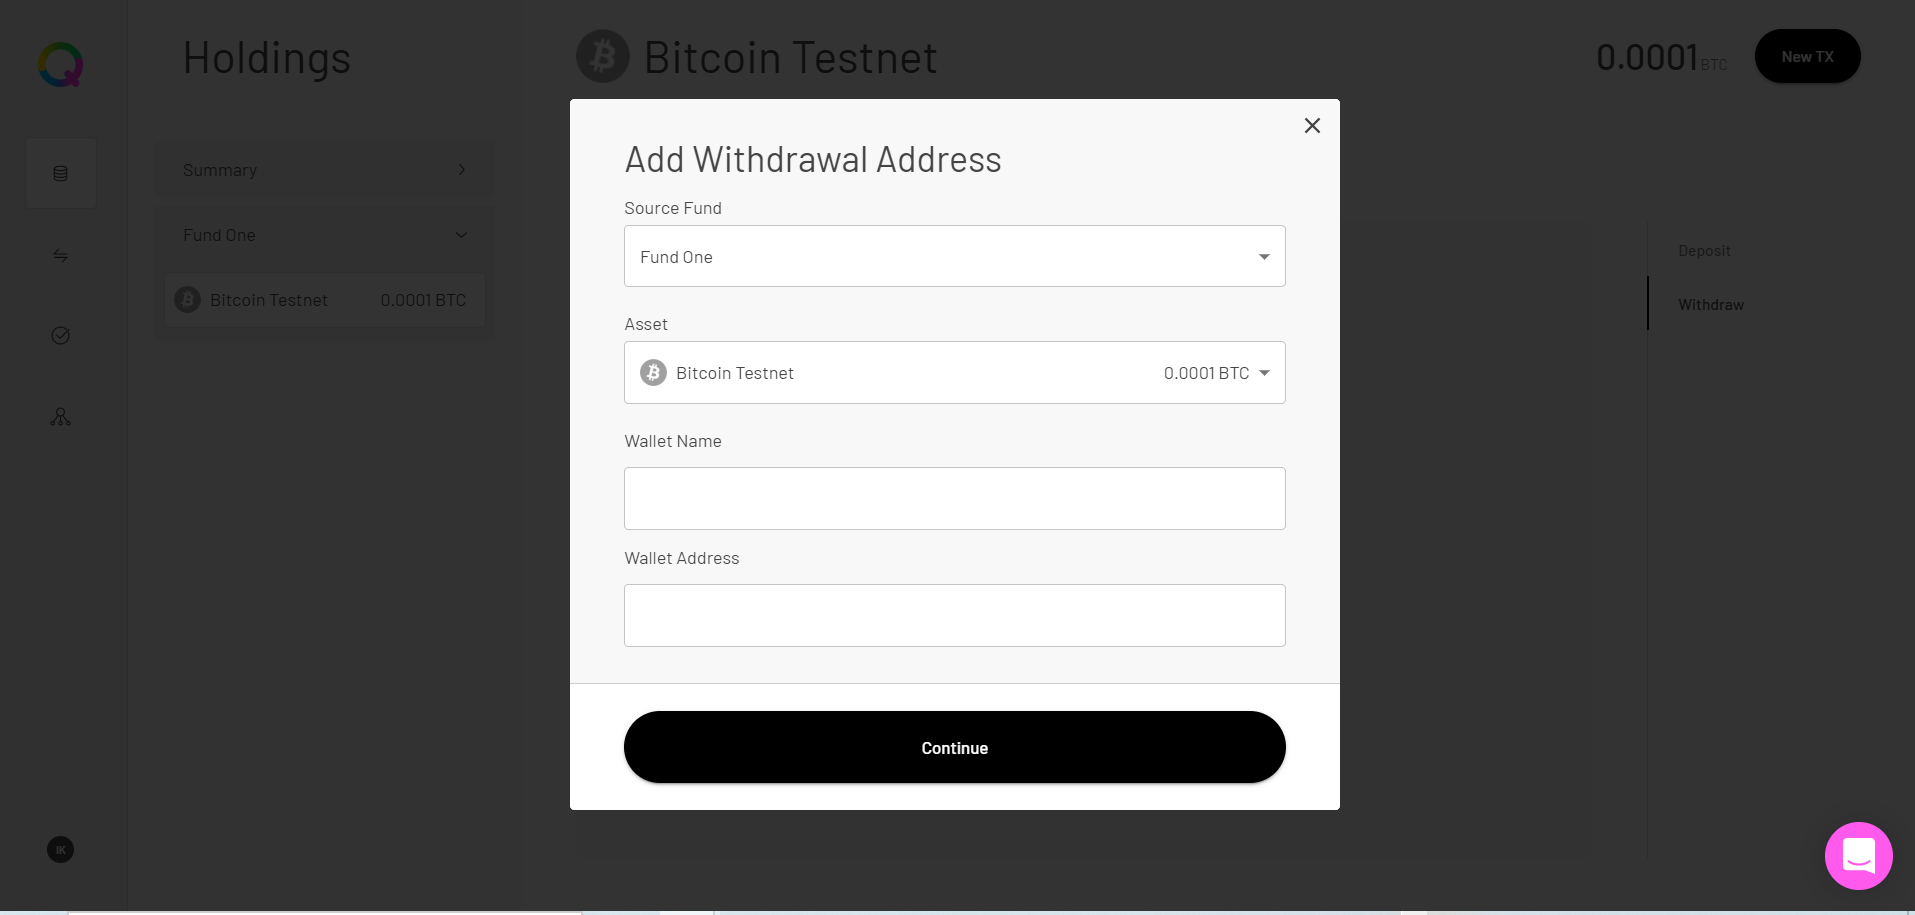 Holdings
Bitcoin Testnet
0.0001 BTC
New TX
Summary
Fund One
Bitcoin Testnet 0.0001 BTC
Deposit
Withdraw
Add Withdrawal Address
Source Fund
Fund One
Asset
Bitcoin Testnet 0.0001 BTC
Wallet Name
Wallet Address
Continue
IK